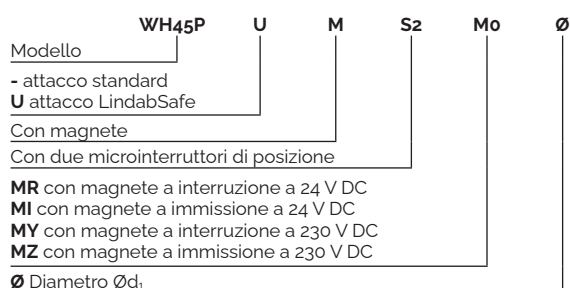 WH45P U M S2 M0 Ø
Modello
- attacco standard
U attacco LindabSafe
Con magnete
Con due microinterruttori di posizione
MR con magnete a interruzione a 24 V DC
MI con magnete a immissione a 24 V DC
MY con magnete a interruzione a 230 V DC
MZ con magnete a immissione a 230 V DC
Ø Diametro Ød₁